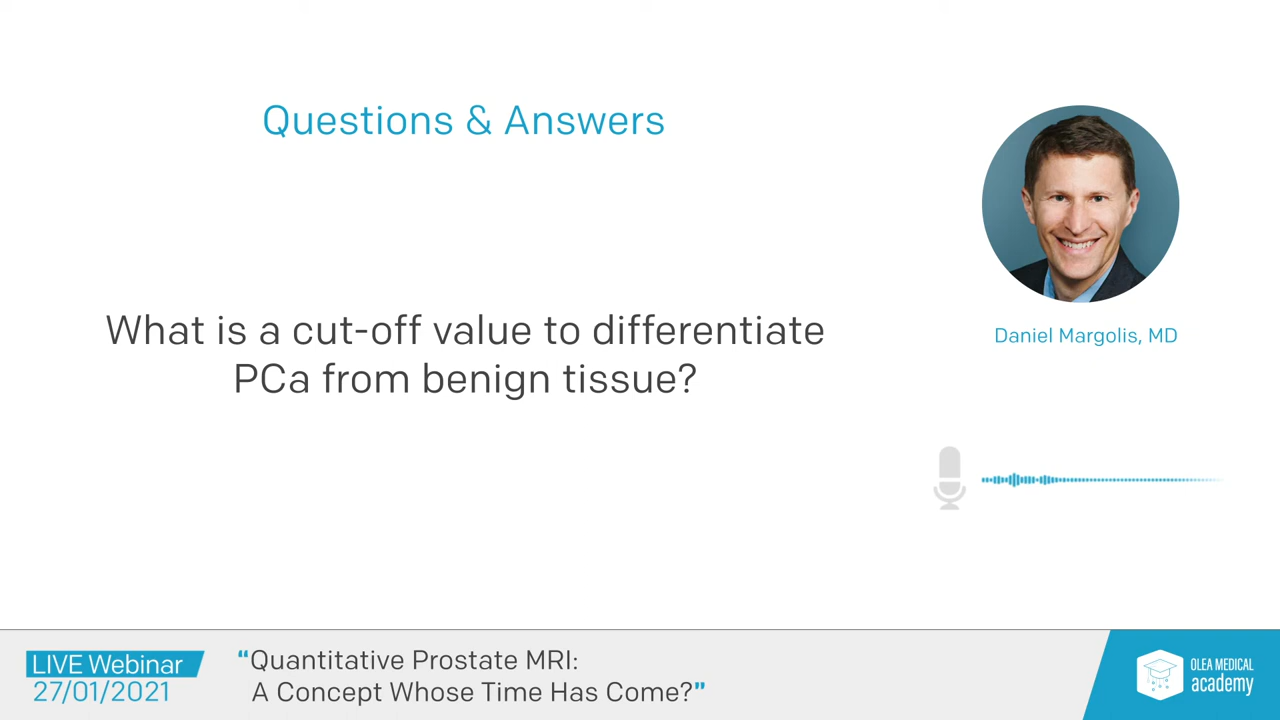 Questions & Answers
What is a cut-off value to differentiate
PCa from benign tissue?
Daniel Margolis, MD
LIVE Webinar
27/01/2021
“Quantitative Prostate MRI:
A Concept Whose Time Has Come?”
OLEA MEDICAL
academy